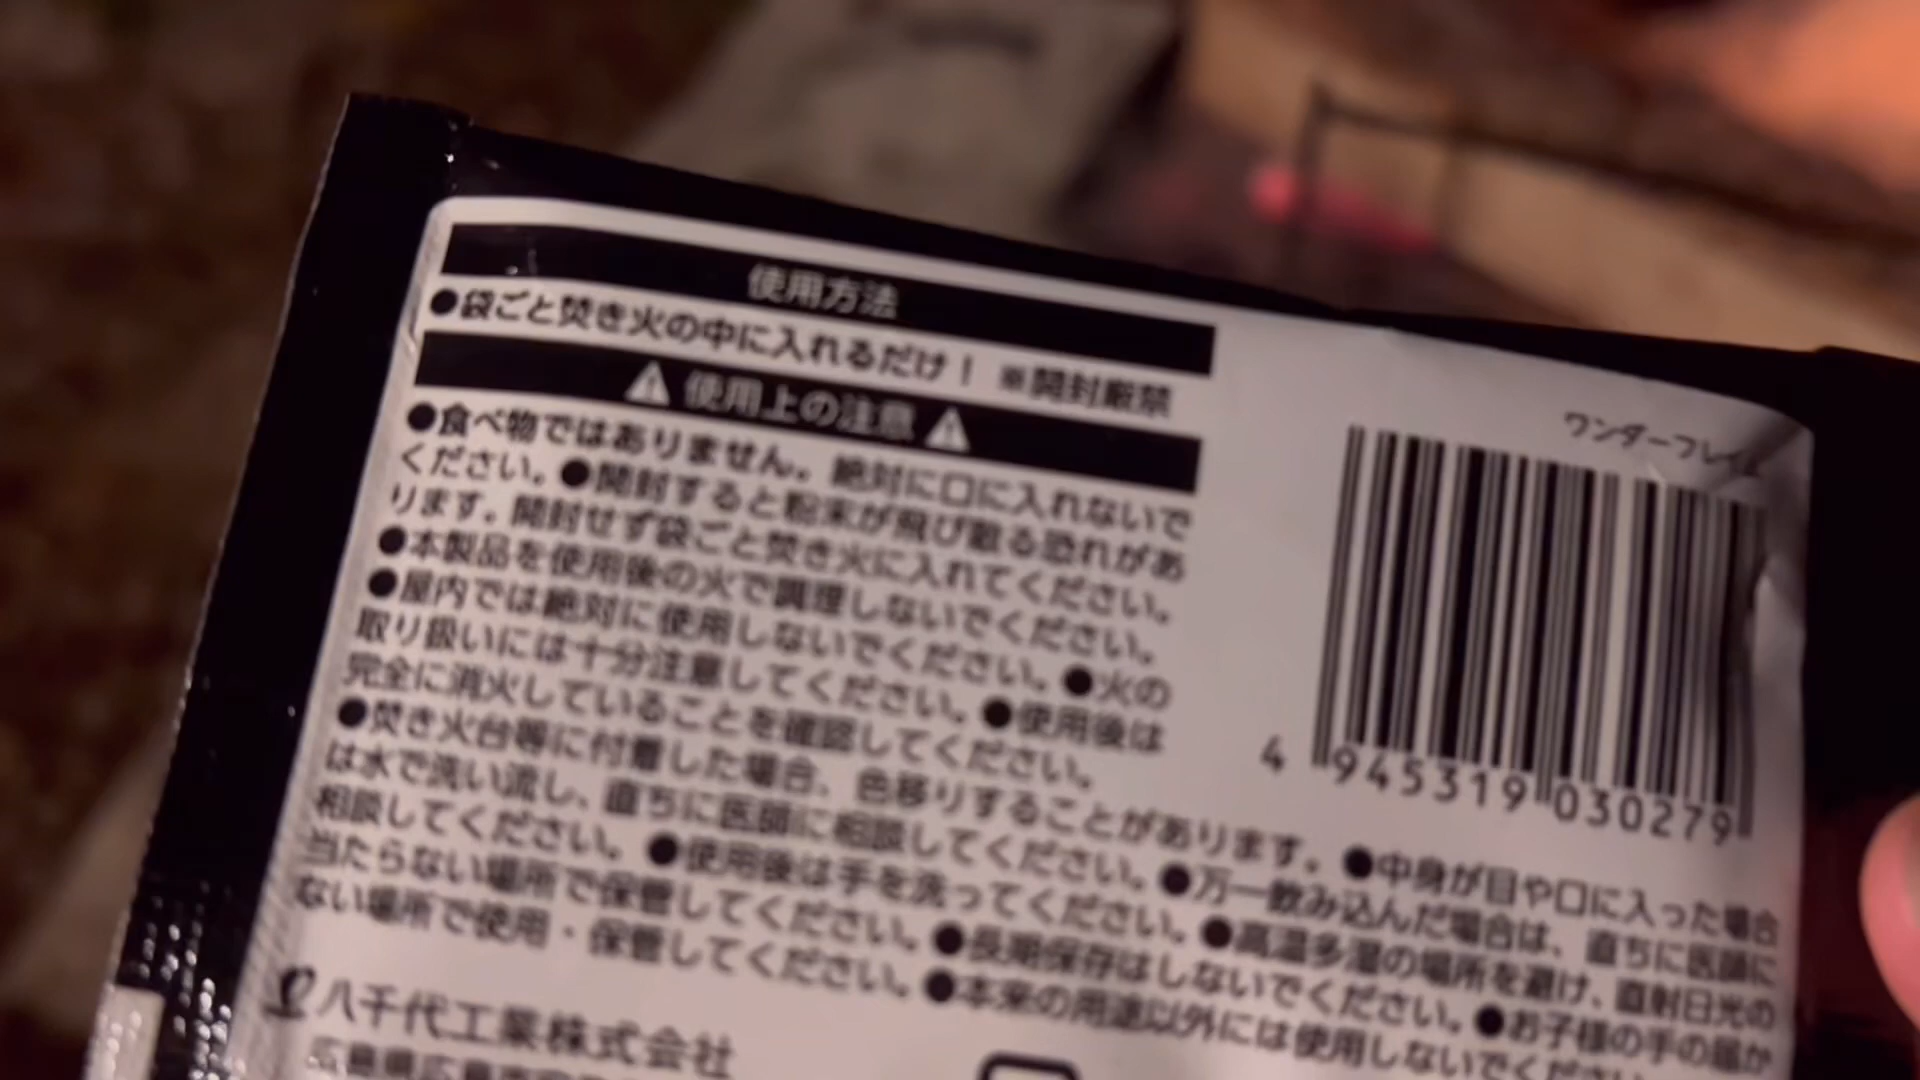 使用方法
●袋ごと焚き火の中に入れるだけ！ ※開封厳禁
使用上の注意
●食べ物ではありません。絶対に口に入れないで
ください。●開封すると粉末が飛び散る恐れがあ
ります。開封せず袋ごと焚き火に入れてください。
●本製品を使用後の火で調理しないでください。
●屋内では絶対に使用しないでください。●火の
取り扱いには十分注意してください。●使用後は
完全に消火していることを確認してください。
●焚き火台等に付着した場合、色移りすることがあります。●中身が目や口に入った場合
は水で洗い流し、直ちに医師に相談してください。●万一飲み込んだ場合は、直ちに医師に
相談してください。●使用後は手を洗ってください。●高温多湿の場所を避け、直射日光の
当たらない場所で保管してください。●長期保存はしないでください。●お子様の手の届か
ない場所で使用・保管してください。●本来の用途以外には使用しないでください
八千代工業株式会社
ワンダーフレイム
4 945319 030279